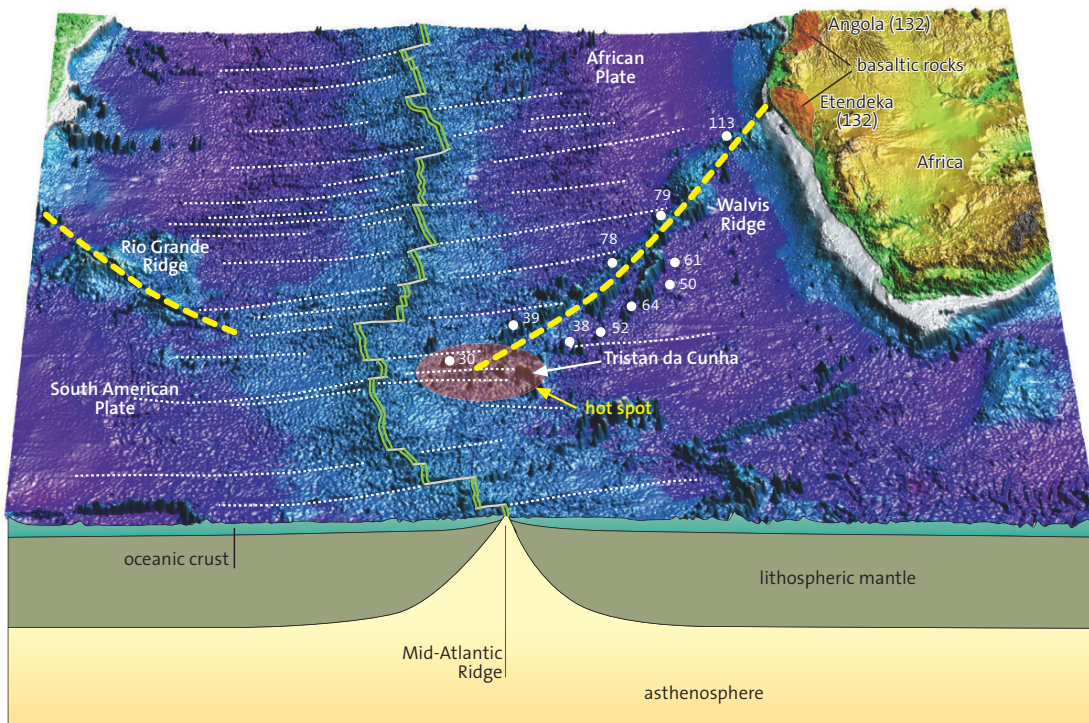 Angola (132)
African
Plate
basaltic rocks
Etendeka
(132)
113
Africa
79
Walvis
Ridge
Rio Grande
Ridge
78
61
50
64
39
38
52
30
Tristan da Cunha
South American
Plate
hot spot
oceanic crust
lithospheric mantle
Mid-Atlantic
Ridge
asthenosphere